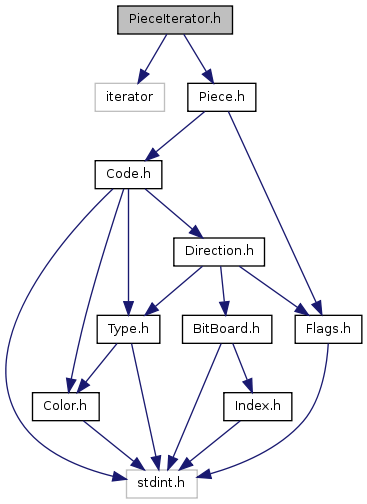 PieceIterator.h
iterator
Piece.h
Code.h
Direction.h
Type.h
BitBoard.h
Flags.h
Color.h
Index.h
stdint.h